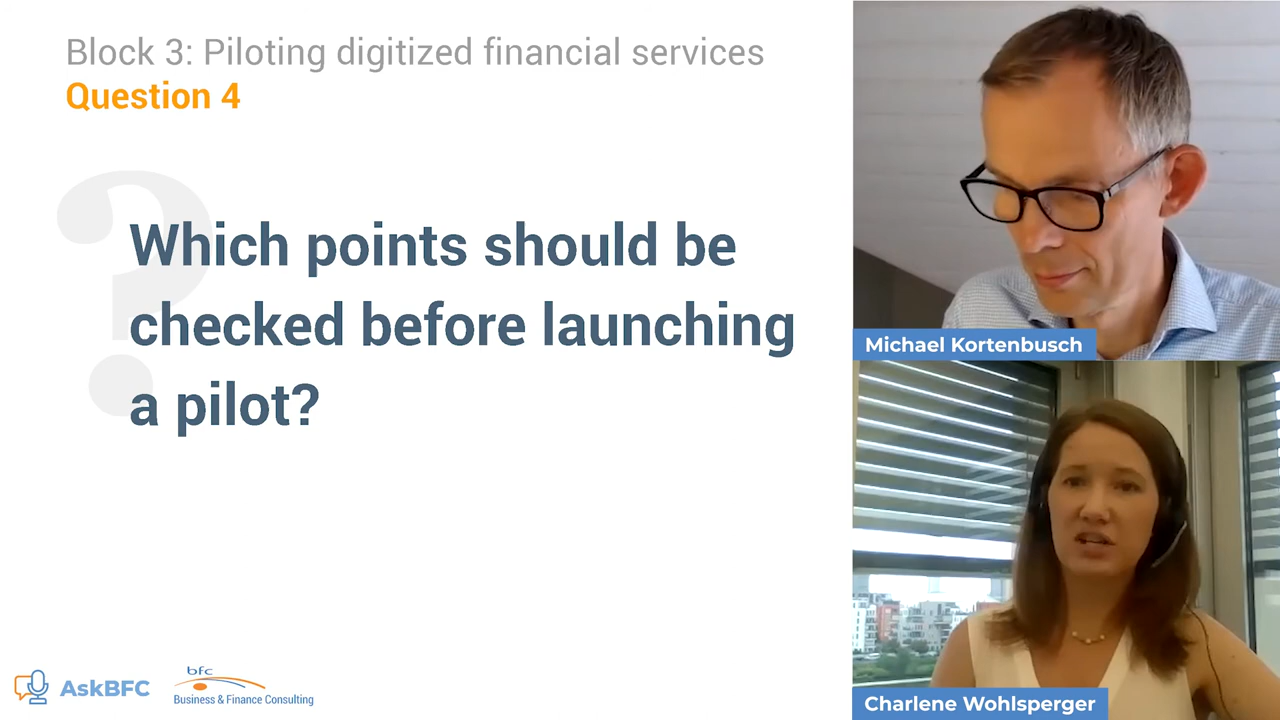 Block 3: Piloting digitized financial services
Question 4
?
Which points should be
checked before launching
a pilot?
Michael Kortenbusch
Charlene Wohlsperger
AskBFC
bfc
Business & Finance Consulting